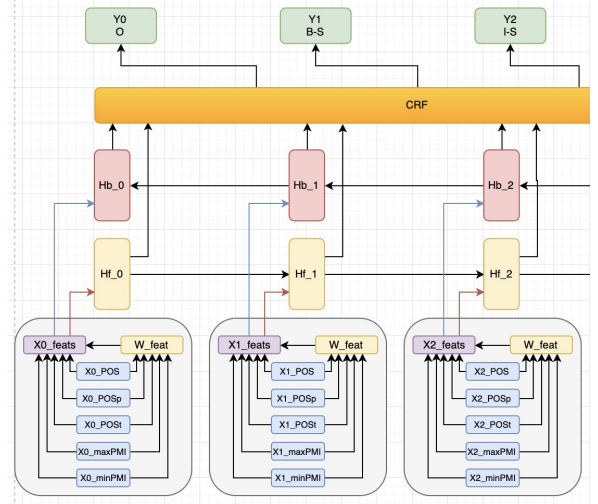 Y0
O
Y1
B-S
Y2
I-S
CRF
Hb_0
Hb_1
Hb_2
Hf_0
Hf_1
Hf_2
X0_feats
W_feat
X0_POS
X0_POSp
X0_POSt
X0_maxPMI
X0_minPMI
X1_feats
W_feat
X1_POS
X1_POSp
X1_POSt
X1_maxPMI
X1_minPMI
X2_feats
W_feat
X2_POS
X2_POSp
X2_POSt
X2_maxPMI
X2_minPMI